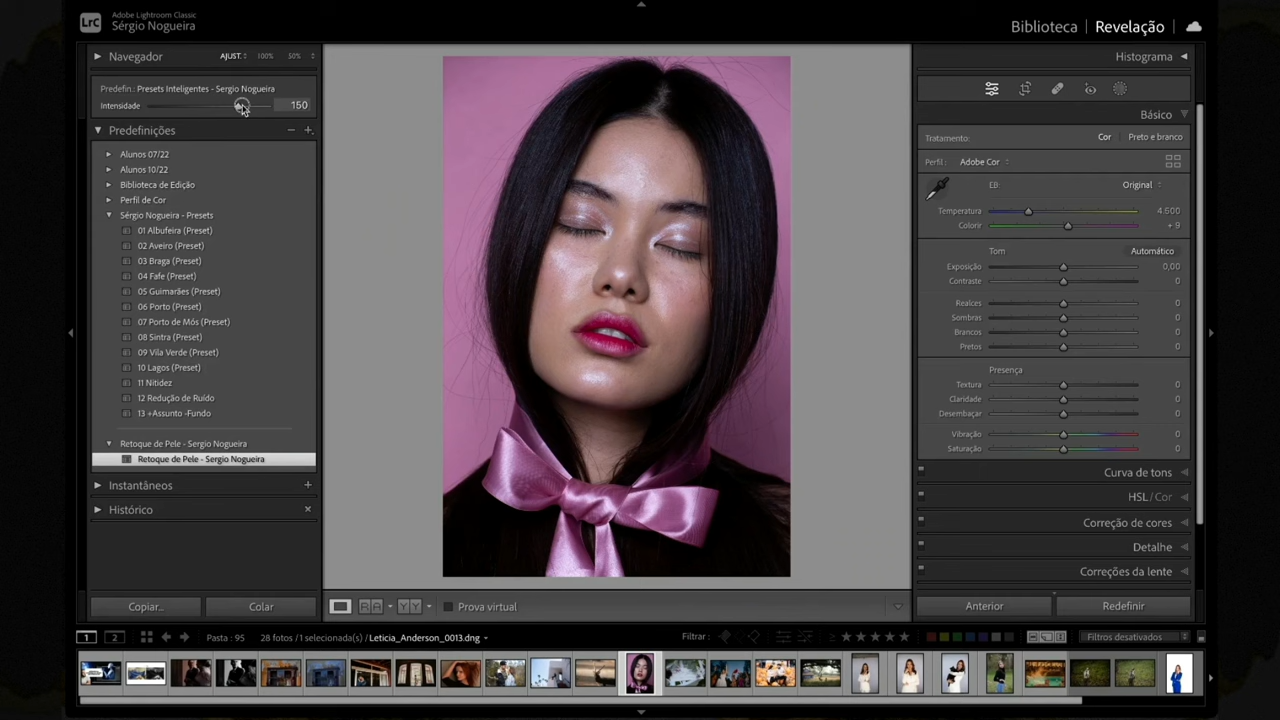 LrC
Adobe Lightroom Classic
Sérgio Nogueira
Biblioteca | Revelação
Navegador
AJUST.
100%
50%
Predefin: Presets Inteligentes - Sergio Nogueira
Intensidade
150
Predefinições
Alunos 07/22
Alunos 10/22
Biblioteca de Edição
Perfil de Cor
Sérgio Nogueira - Presets
01 Albufeira (Preset)
02 Aveiro (Preset)
03 Braga (Preset)
04 Fafe (Preset)
05 Guimarães (Preset)
06 Porto (Preset)
07 Porto de Mós (Preset)
08 Sintra (Preset)
09 Vila Verde (Preset)
10 Lagos (Preset)
11 Nitidez
12 Redução de Ruído
13 +Assunto -Fundo
Retoque de Pele - Sergio Nogueira
Retoque de Pele - Sergio Nogueira
Instantâneos
Histórico
Copiar...
Colar
Prova virtual
Histograma
Básico
Tratamento: Cor Preto e branco
Perfil: Adobe Cor
EB: Original
Temperatura 4.500
Colorir + 9
Tom Automático
Exposição 0,00
Contraste 0
Realces 0
Sombras 0
Brancos 0
Pretos 0
Presença
Textura 0
Claridade 0
Desembaçar 0
Vibração 0
Saturação 0
Curva de tons
HSL / Cor
Correção de cores
Detalhe
Correções da lente
Anterior
Redefinir
1 2 Pasta : 95 28 fotos /1 selecionada(s) / Leticia_Anderson_0013.dng
Filtrar : Filtros desativados